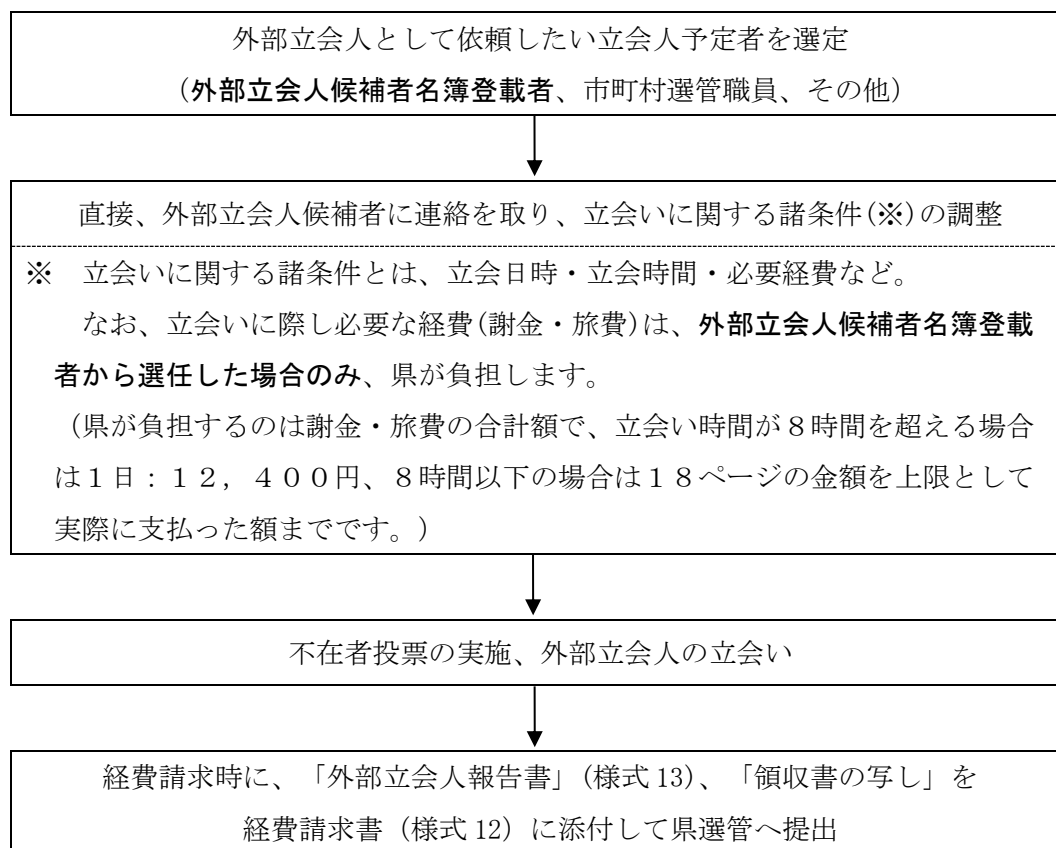 外部立会人として依頼したい立会人予定者を選定
（外部立会人候補者名簿登載者、市町村選管職員、その他）
直接、外部立会人候補者に連絡を取り、立会いに関する諸条件(※)の調整
※　立会いに関する諸条件とは、立会日時・立会時間・必要経費など。
なお、立会いに際し必要な経費(謝金・旅費)は、外部立会人候補者名簿登載
者から選任した場合のみ、県が負担します。
（県が負担するのは謝金・旅費の合計額で、立会い時間が８時間を超える場合
は１日：１２，４００円、８時間以下の場合は１８ページの金額を上限として
実際に支払った額までです。）
不在者投票の実施、外部立会人の立会い
経費請求時に、「外部立会人報告書」（様式 13）、「領収書の写し」を
経費請求書（様式 12）に添付して県選管へ提出